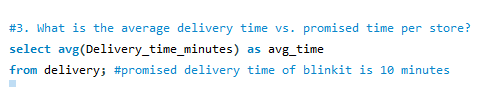 #3. What is the average delivery time vs. promised time per store?
select avg(Delivery_time_minutes) as avg_time
from delivery; #promised delivery time of blinkit is 10 minutes